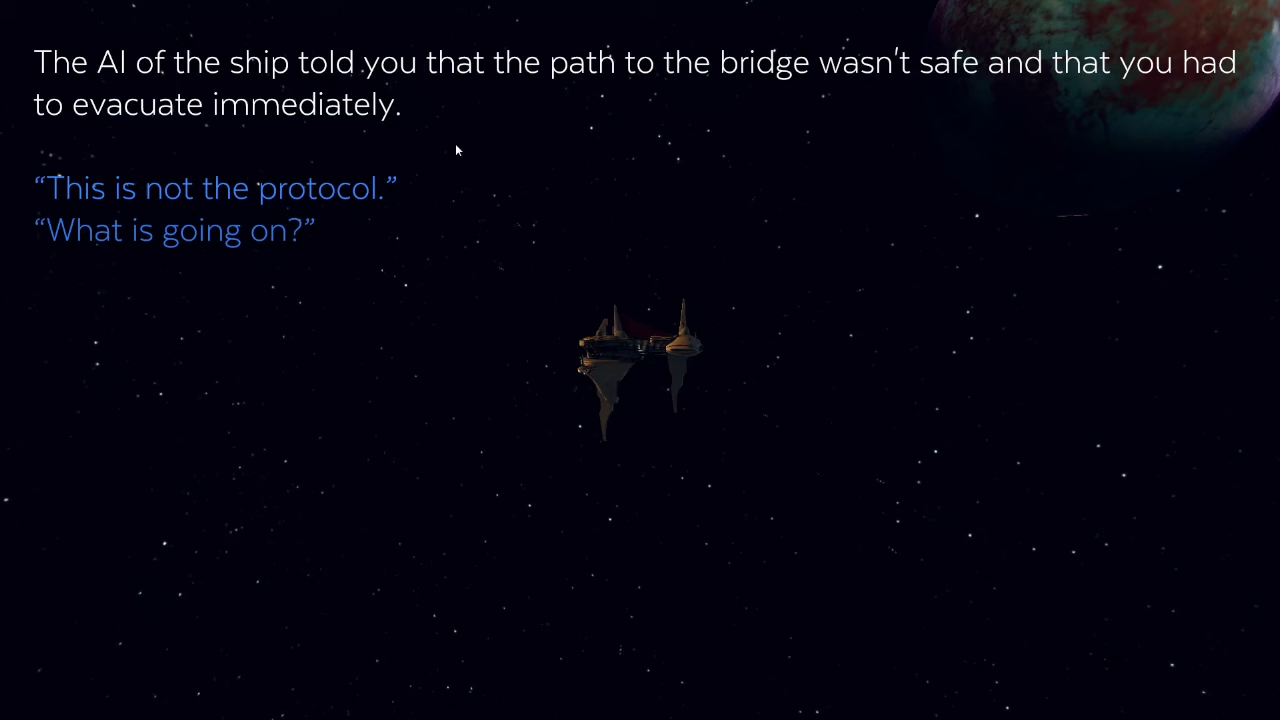 The AI of the ship told you that the path to the bridge wasn't safe and that you had
to evacuate immediately.
“This is not the protocol.”
“What is going on?”